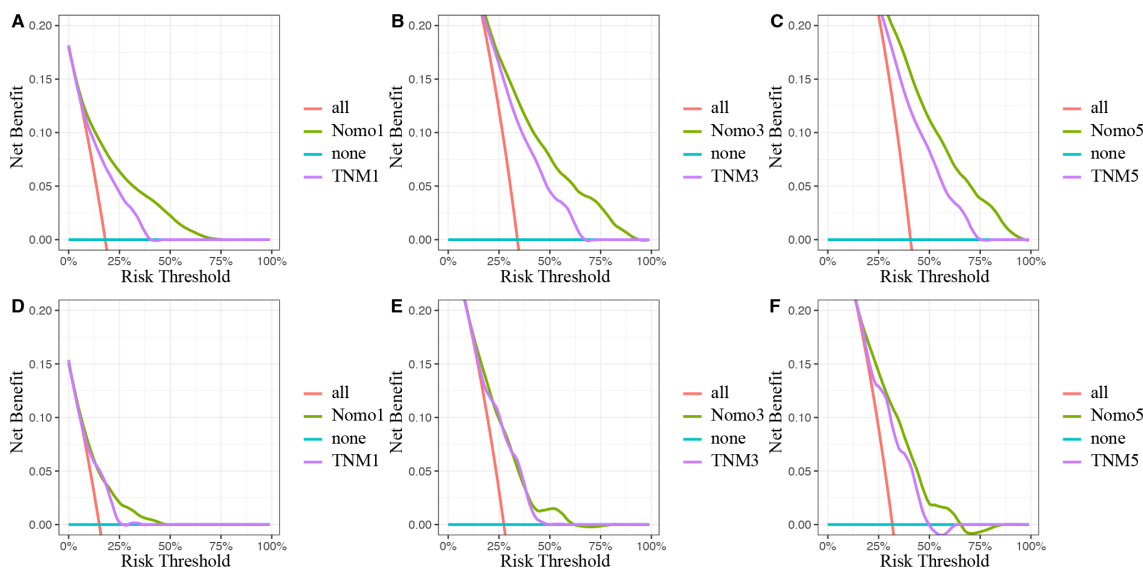 A
Net Benefit
0.20
0.15
0.10
0.05
0.00
0%
25%
50%
75%
100%
Risk Threshold
all
Nomo1
none
TNM1
B
Net Benefit
0.20
0.15
0.10
0.05
0.00
0%
25%
50%
75%
100%
Risk Threshold
all
Nomo3
none
TNM3
C
Net Benefit
0.20
0.15
0.10
0.05
0.00
0%
25%
50%
75%
100%
Risk Threshold
all
Nomo5
none
TNM5
D
Net Benefit
0.20
0.15
0.10
0.05
0.00
0%
25%
50%
75%
100%
Risk Threshold
all
Nomo1
none
TNM1
E
Net Benefit
0.20
0.15
0.10
0.05
0.00
0%
25%
50%
75%
100%
Risk Threshold
all
Nomo3
none
TNM3
F
Net Benefit
0.20
0.15
0.10
0.05
0.00
0%
25%
50%
75%
100%
Risk Threshold
all
Nomo5
none
TNM5